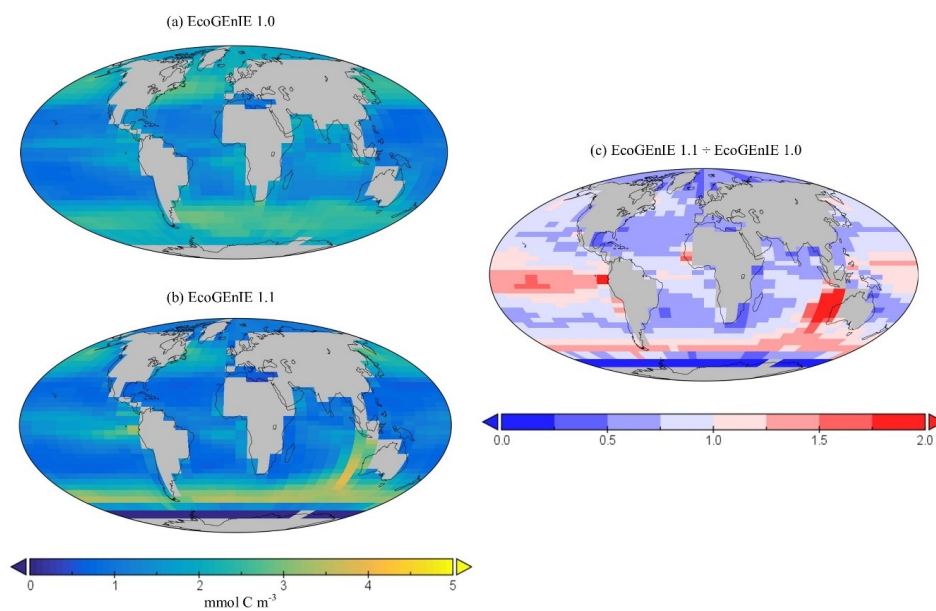 (a) EcoGEnIE 1.0
(b) EcoGEnIE 1.1
0 1 2 3 4 5
mmol C m⁻³
(c) EcoGEnIE 1.1 ÷ EcoGEnIE 1.0
0.0 0.5 1.0 1.5 2.0